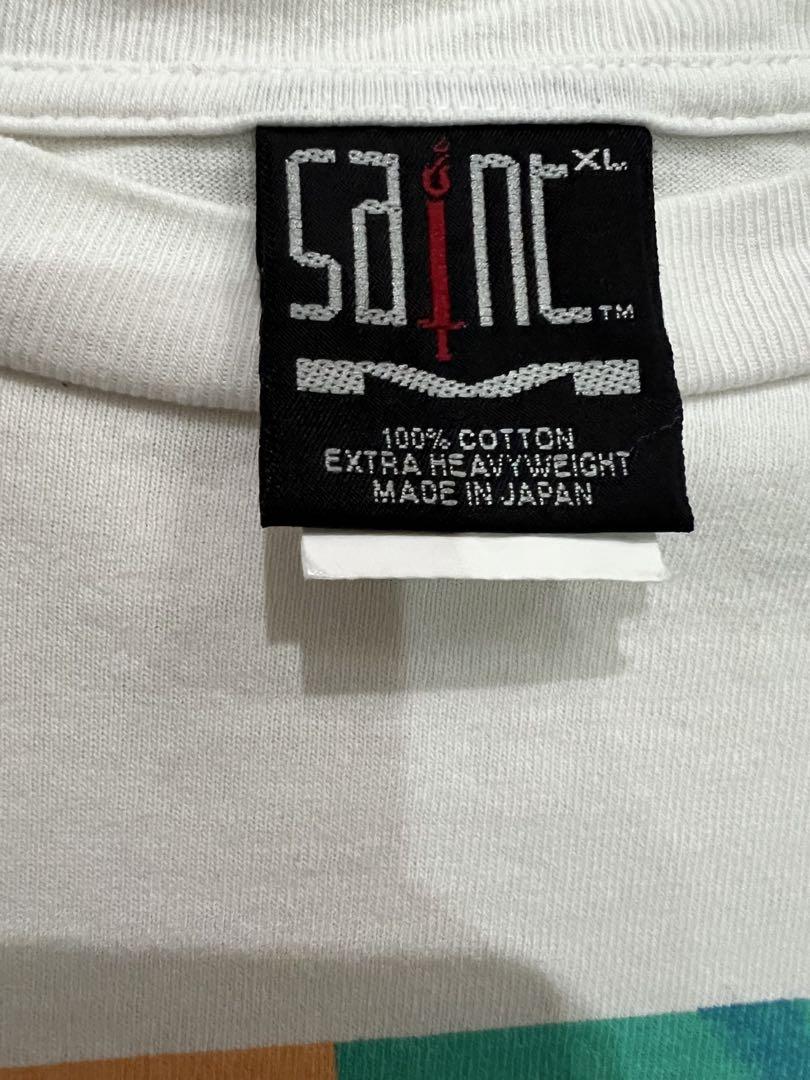 saint XL
TM
100% COTTON
EXTRA HEAVYWEIGHT
MADE IN JAPAN